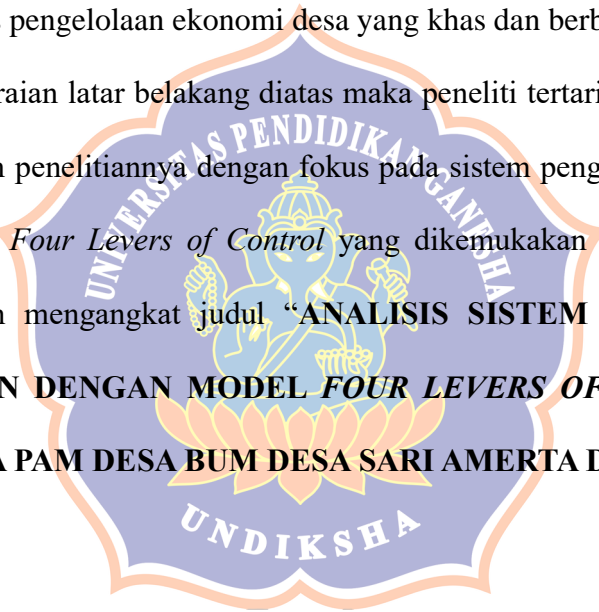 pengelolaan ekonomi desa yang khas dan berb
raian latar belakang diatas maka peneliti tertari
penelitiannya dengan fokus pada sistem peng
Four Levers of Control yang dikemukakan
mengangkat judul “ANALISIS SISTEM
N DENGAN MODEL FOUR LEVERS OF
A PAM DESA BUM DESA SARI AMERTA D
UNIVERSITAS PENDIDIKAN GANESHA
UNDIKSHA